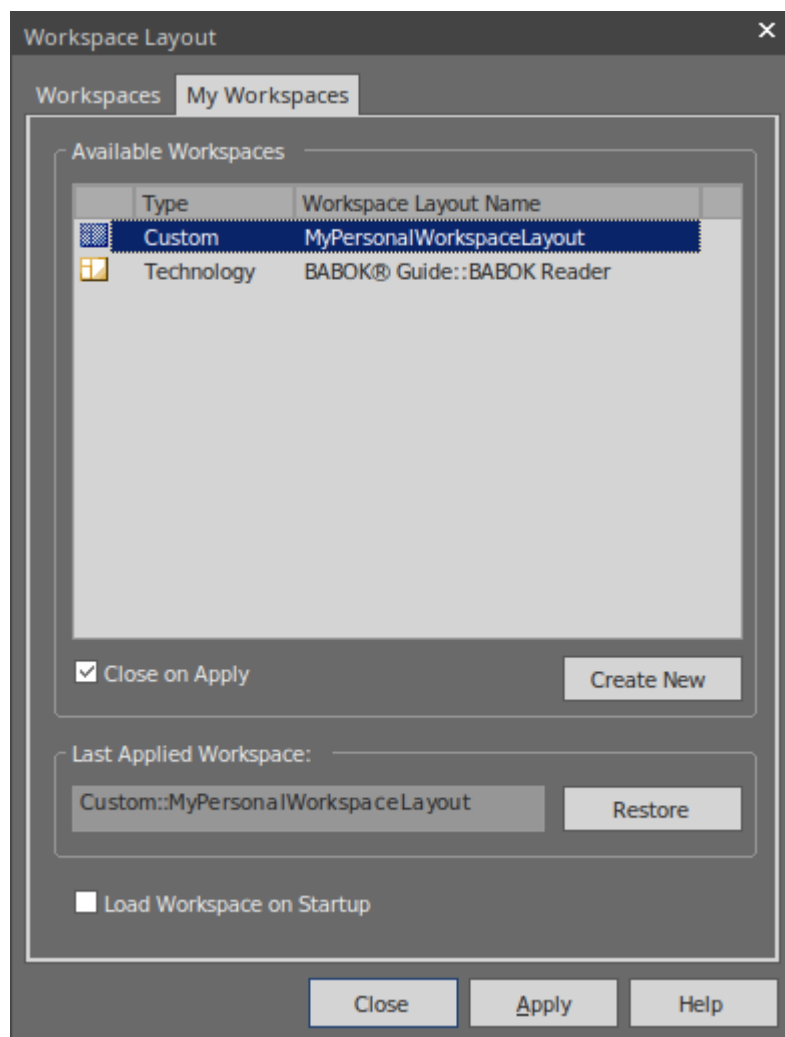 Workspace Layout
Workspaces My Workspaces
Available Workspaces
Type Workspace Layout Name
Custom MyPersonalWorkspaceLayout
Technology BABOK® Guide::BABOK Reader
Close on Apply
Create New
Last Applied Workspace:
Custom::MyPersonalWorkspaceLayout
Restore
Load Workspace on Startup
Close Apply Help